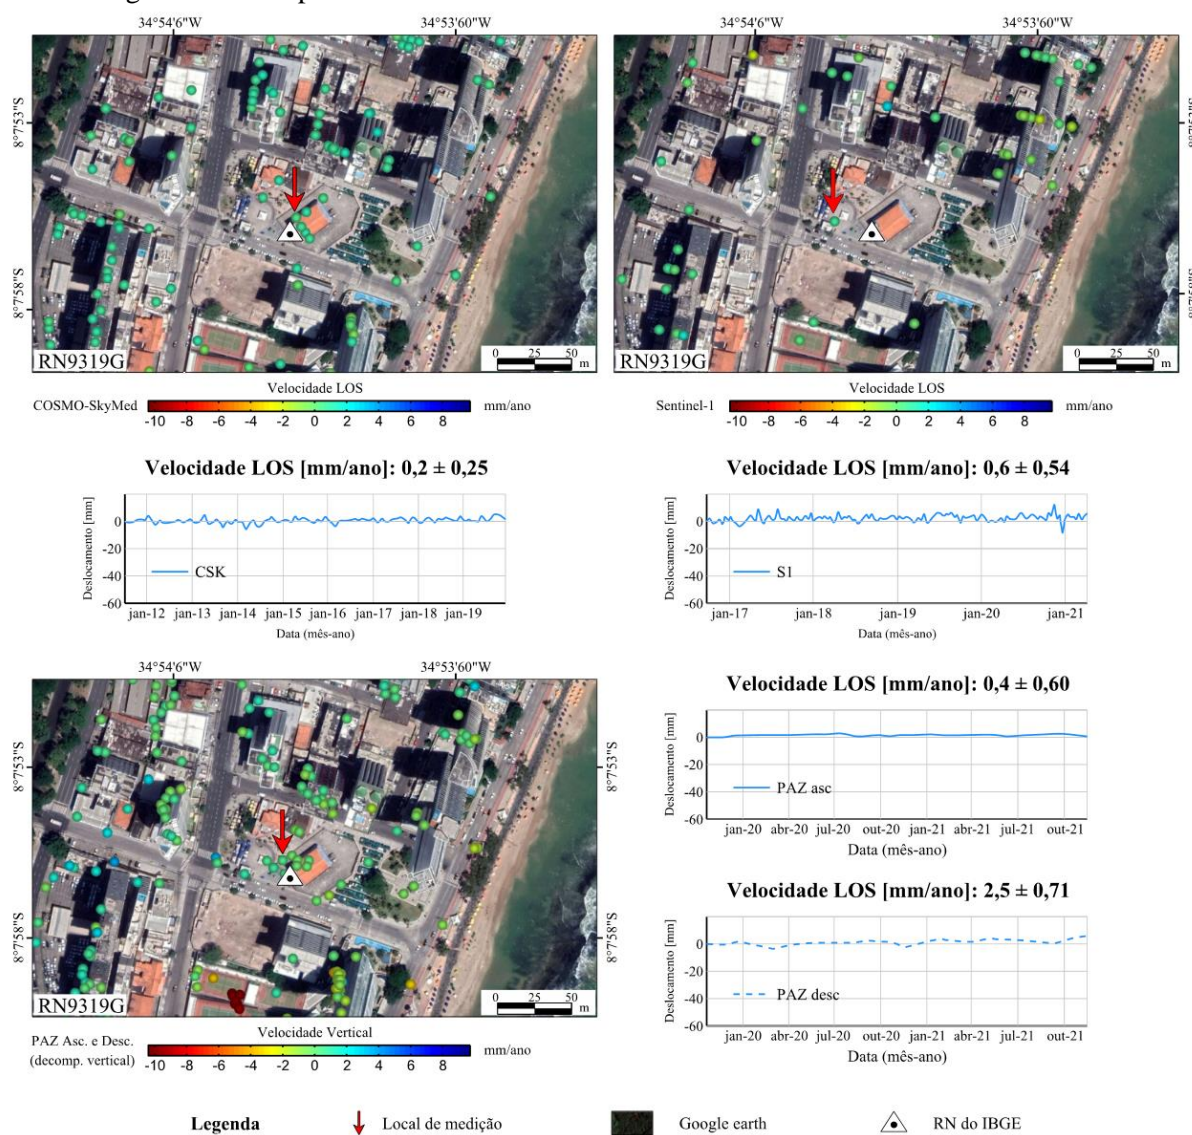 34°54'6"W 34°53'60"W 34°54'6"W 34°53'60"W
8°7'53"S
8°7'58"S
RN9319G
0 25 50
m
RN9319G
0 25 50
m
Velocidade LOS
COSMO-SkyMed mm/ano
-10 -8 -6 -4 -2 0 2 4 6 8
Velocidade LOS
Sentinel-1 mm/ano
-10 -8 -6 -4 -2 0 2 4 6 8
Velocidade LOS [mm/ano]: 0,2 ± 0,25
Deslocamento [mm]
0
-20
-40
-60
CSK
jan-12 jan-13 jan-14 jan-15 jan-16 jan-17 jan-18 jan-19
Data (mês-ano)
Velocidade LOS [mm/ano]: 0,6 ± 0,54
Deslocamento [mm]
0
-20
-40
-60
S1
jan-17 jan-18 jan-19 jan-20 jan-21
Data (mês-ano)
34°54'6"W 34°53'60"W
8°7'53"S
8°7'58"S
8°7'53"S
8°7'58"S
RN9319G
0 25 50
m
Velocidade Vertical
PAZ Asc. e Desc.
(decomp. vertical)
mm/ano
-10 -8 -6 -4 -2 0 2 4 6 8
Velocidade LOS [mm/ano]: 0,4 ± 0,60
Deslocamento [mm]
0
-20
-40
-60
PAZ asc
jan-20 abr-20 jul-20 out-20 jan-21 abr-21 jul-21 out-21
Data (mês-ano)
Velocidade LOS [mm/ano]: 2,5 ± 0,71
Deslocamento [mm]
0
-20
-40
-60
PAZ desc
jan-20 abr-20 jul-20 out-20 jan-21 abr-21 jul-21 out-21
Data (mês-ano)
Legenda Local de medição Google earth RN do IBGE